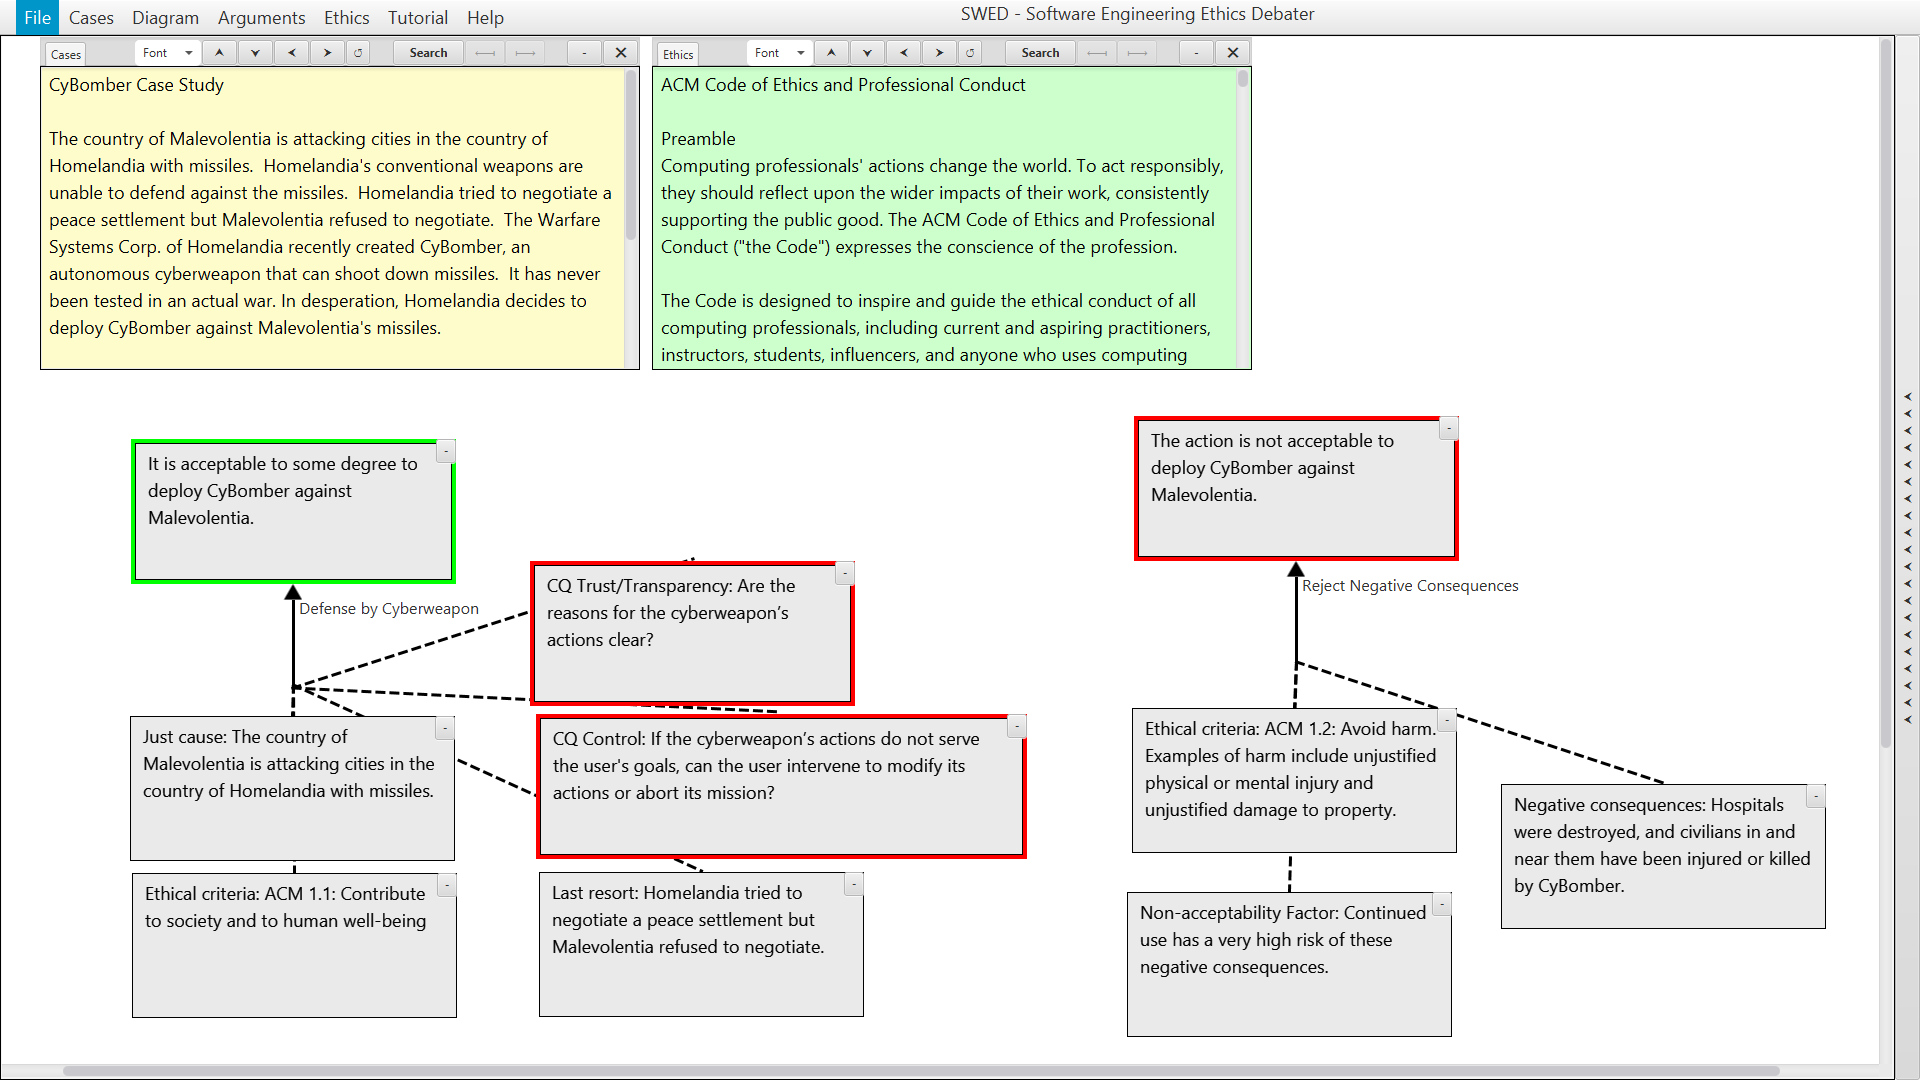 File Cases Diagram Arguments Ethics Tutorial Help
SWED - Software Engineering Ethics Debater
Cases Font Search -
CyBomber Case Study
The country of Malevolentia is attacking cities in the country of
Homelandia with missiles.  Homelandia's conventional weapons are
unable to defend against the missiles.  Homelandia tried to negotiate a
peace settlement but Malevolentia refused to negotiate.  The Warfare
Systems Corp. of Homelandia recently created CyBomber, an
autonomous cyberweapon that can shoot down missiles.  It has never
been tested in an actual war. In desperation, Homelandia decides to
deploy CyBomber against Malevolentia's missiles.
Ethics Font Search -
ACM Code of Ethics and Professional Conduct
Preamble
Computing professionals' actions change the world. To act responsibly,
they should reflect upon the wider impacts of their work, consistently
supporting the public good. The ACM Code of Ethics and Professional
Conduct ("the Code") expresses the conscience of the profession.
The Code is designed to inspire and guide the ethical conduct of all
computing professionals, including current and aspiring practitioners,
instructors, students, influencers, and anyone who uses computing
It is acceptable to some degree to
deploy CyBomber against
Malevolentia.
-
Defense by Cyberweapon
CQ Trust/Transparency: Are the
reasons for the cyberweapon’s
actions clear?
-
Just cause: The country of
Malevolentia is attacking cities in the
country of Homelandia with missiles.
-
CQ Control: If the cyberweapon’s actions do not serve
the user's goals, can the user intervene to modify its
actions or abort its mission?
-
Ethical criteria: ACM 1.1: Contribute
to society and to human well-being
-
Last resort: Homelandia tried to
negotiate a peace settlement but
Malevolentia refused to negotiate.
-
The action is not acceptable to
deploy CyBomber against
Malevolentia.
-
Reject Negative Consequences
Ethical criteria: ACM 1.2: Avoid harm.
Examples of harm include unjustified
physical or mental injury and
unjustified damage to property.
-
Negative consequences: Hospitals
were destroyed, and civilians in and
near them have been injured or killed
by CyBomber.
-
Non-acceptability Factor: Continued
use has a very high risk of these
negative consequences.
-